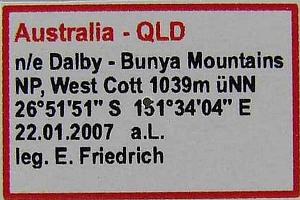 Australia - QLD
n/e Dalby - Bunya Mountains
NP, West Cott 1039m üNN
26°51'51" S  151°34'04" E
22.01.2007   a.L.
leg. E. Friedrich